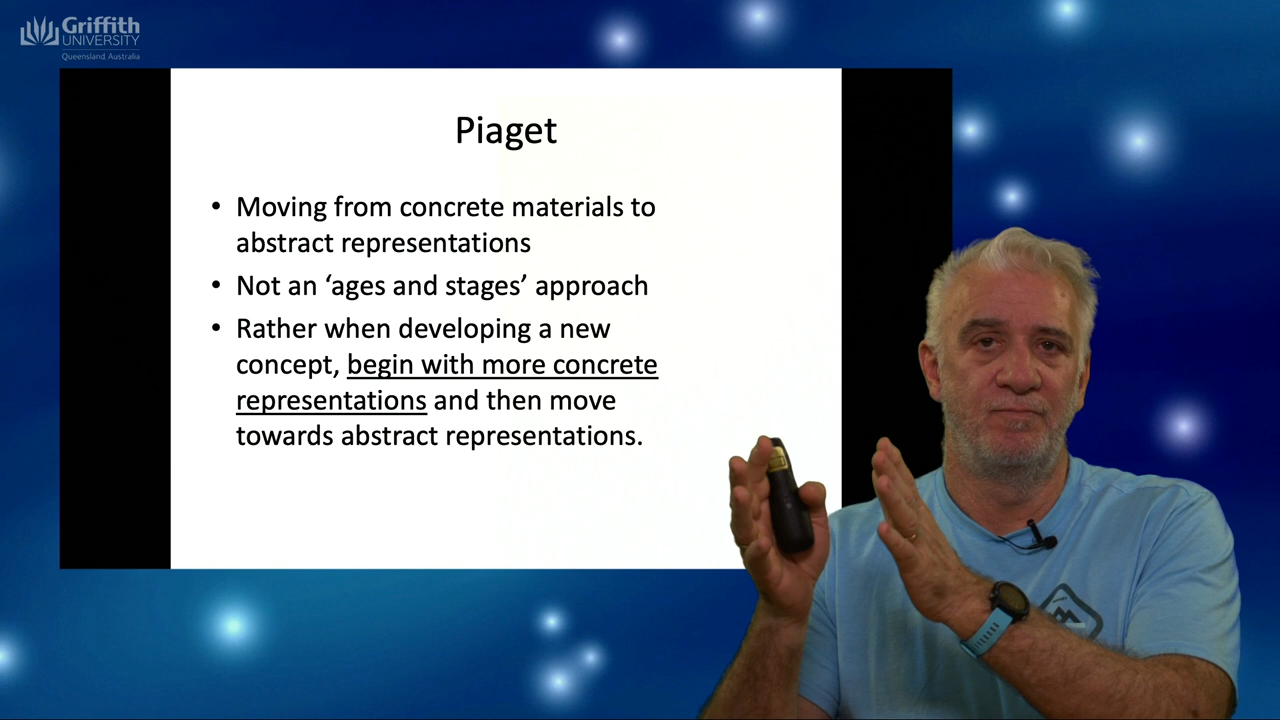 Griffith
UNIVERSITY
Queensland, Australia
Piaget
• Moving from concrete materials to
abstract representations
• Not an ‘ages and stages’ approach
• Rather when developing a new
concept, begin with more concrete
representations and then move
towards abstract representations.